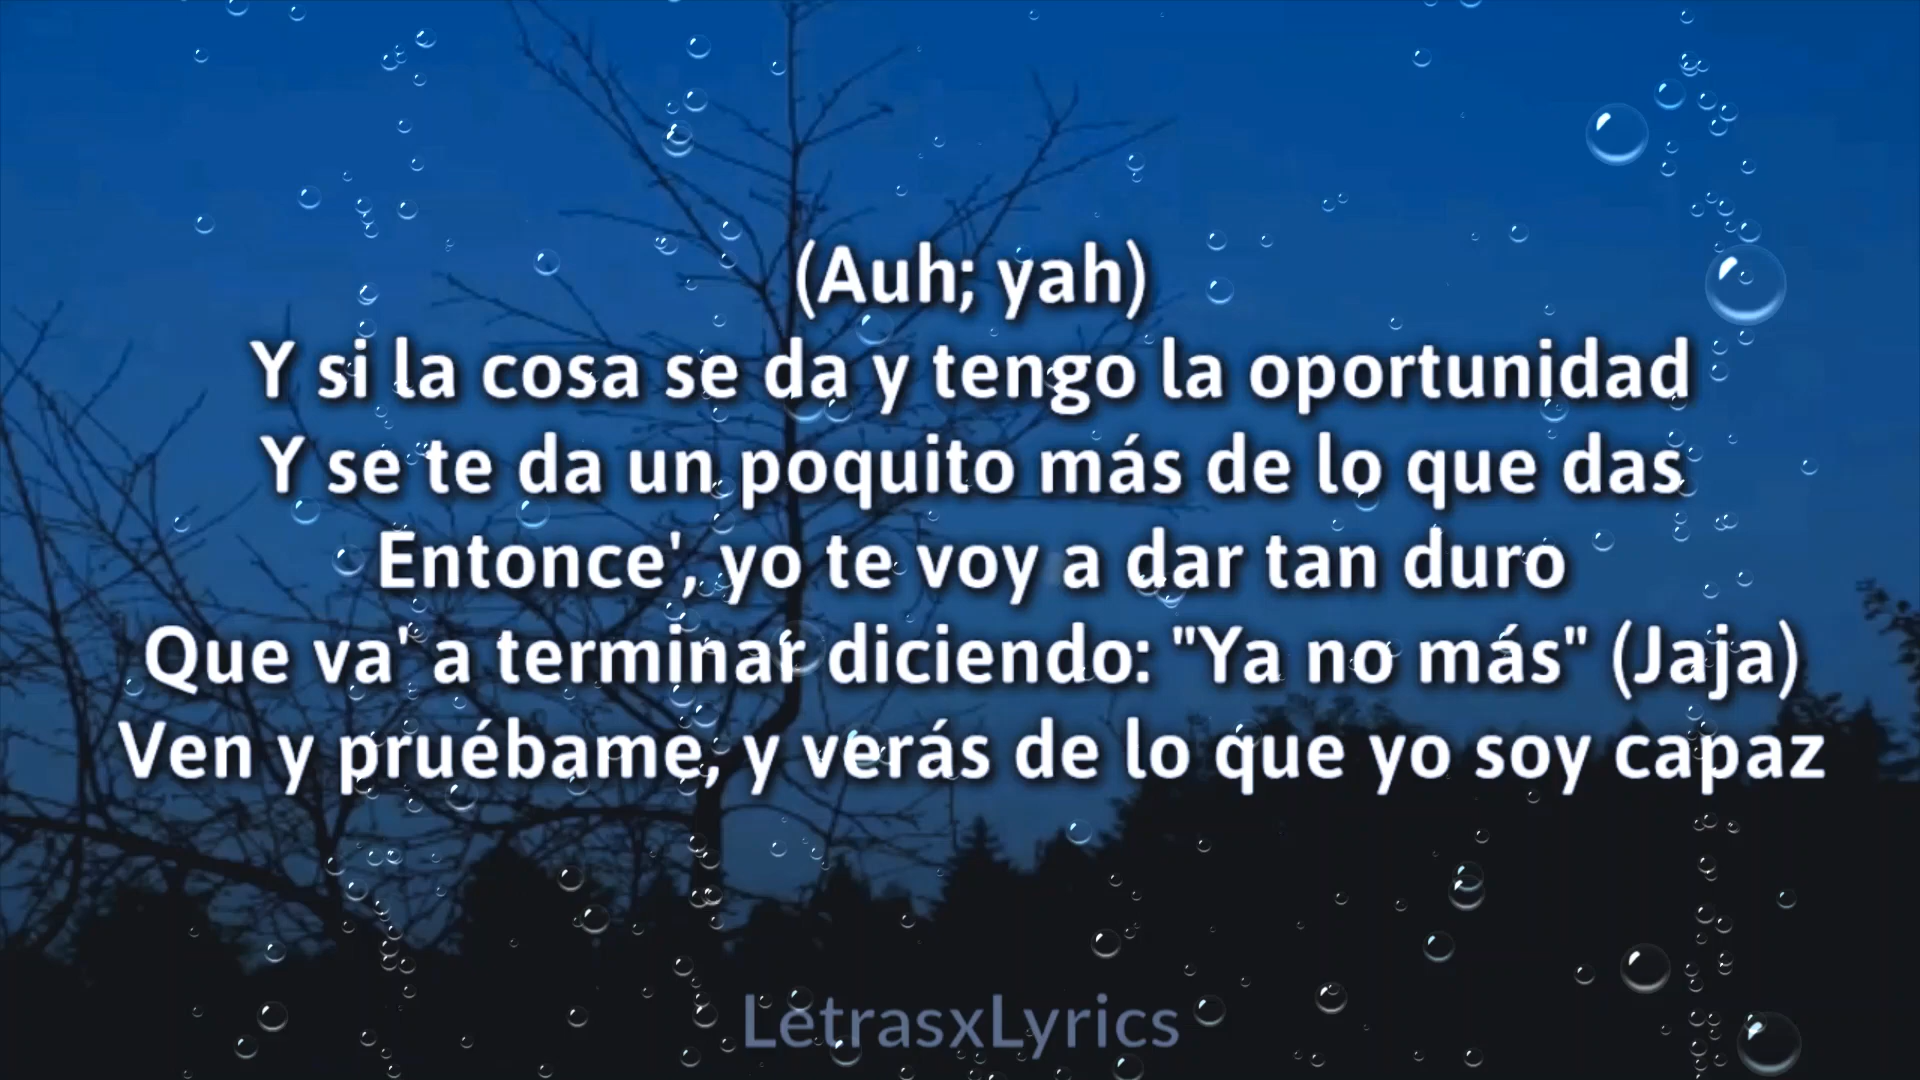 (Auh; yah)
Y si la cosa se da y tengo la oportunidad
Y se te da un poquito más de lo que das
Entonce', yo te voy a dar tan duro
Que va' a terminar diciendo: "Ya no más" (Jaja)
Ven y pruébame, y verás de lo que yo soy capaz
LetrasxLyrics